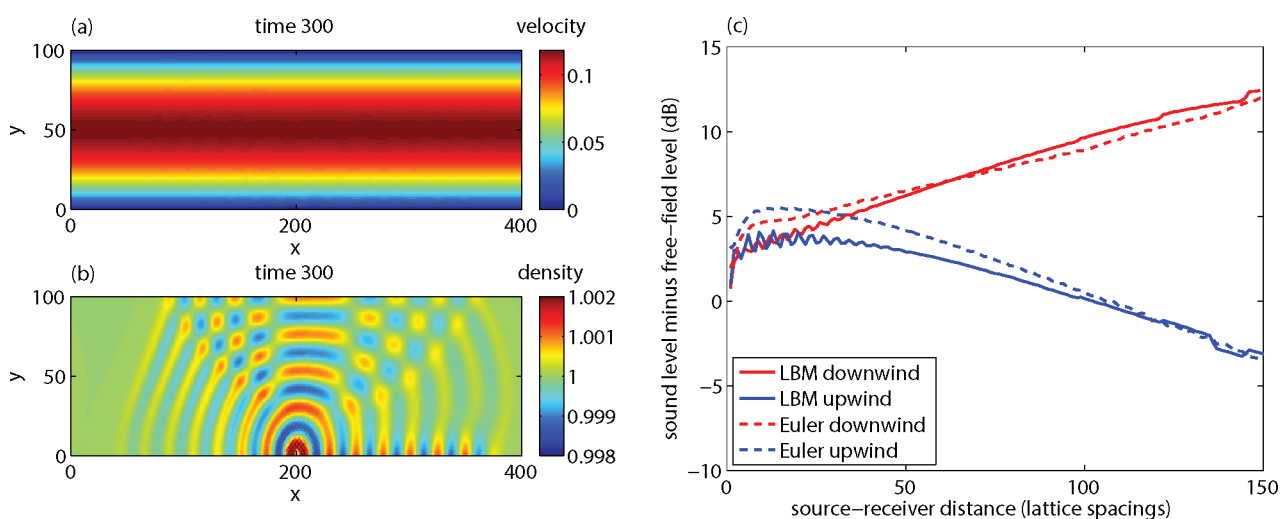 (a) time 300 velocity
100
50
0
y
0 200 400
x
0.1
0.05
0
(b) time 300 density
100
50
0
y
0 200 400
x
1.002
1.001
1
0.999
0.998
(c)
15
10
5
0
−5
−10
sound level minus free−field level (dB)
LBM downwind
LBM upwind
Euler downwind
Euler upwind
0 50 100 150
source−receiver distance (lattice spacings)